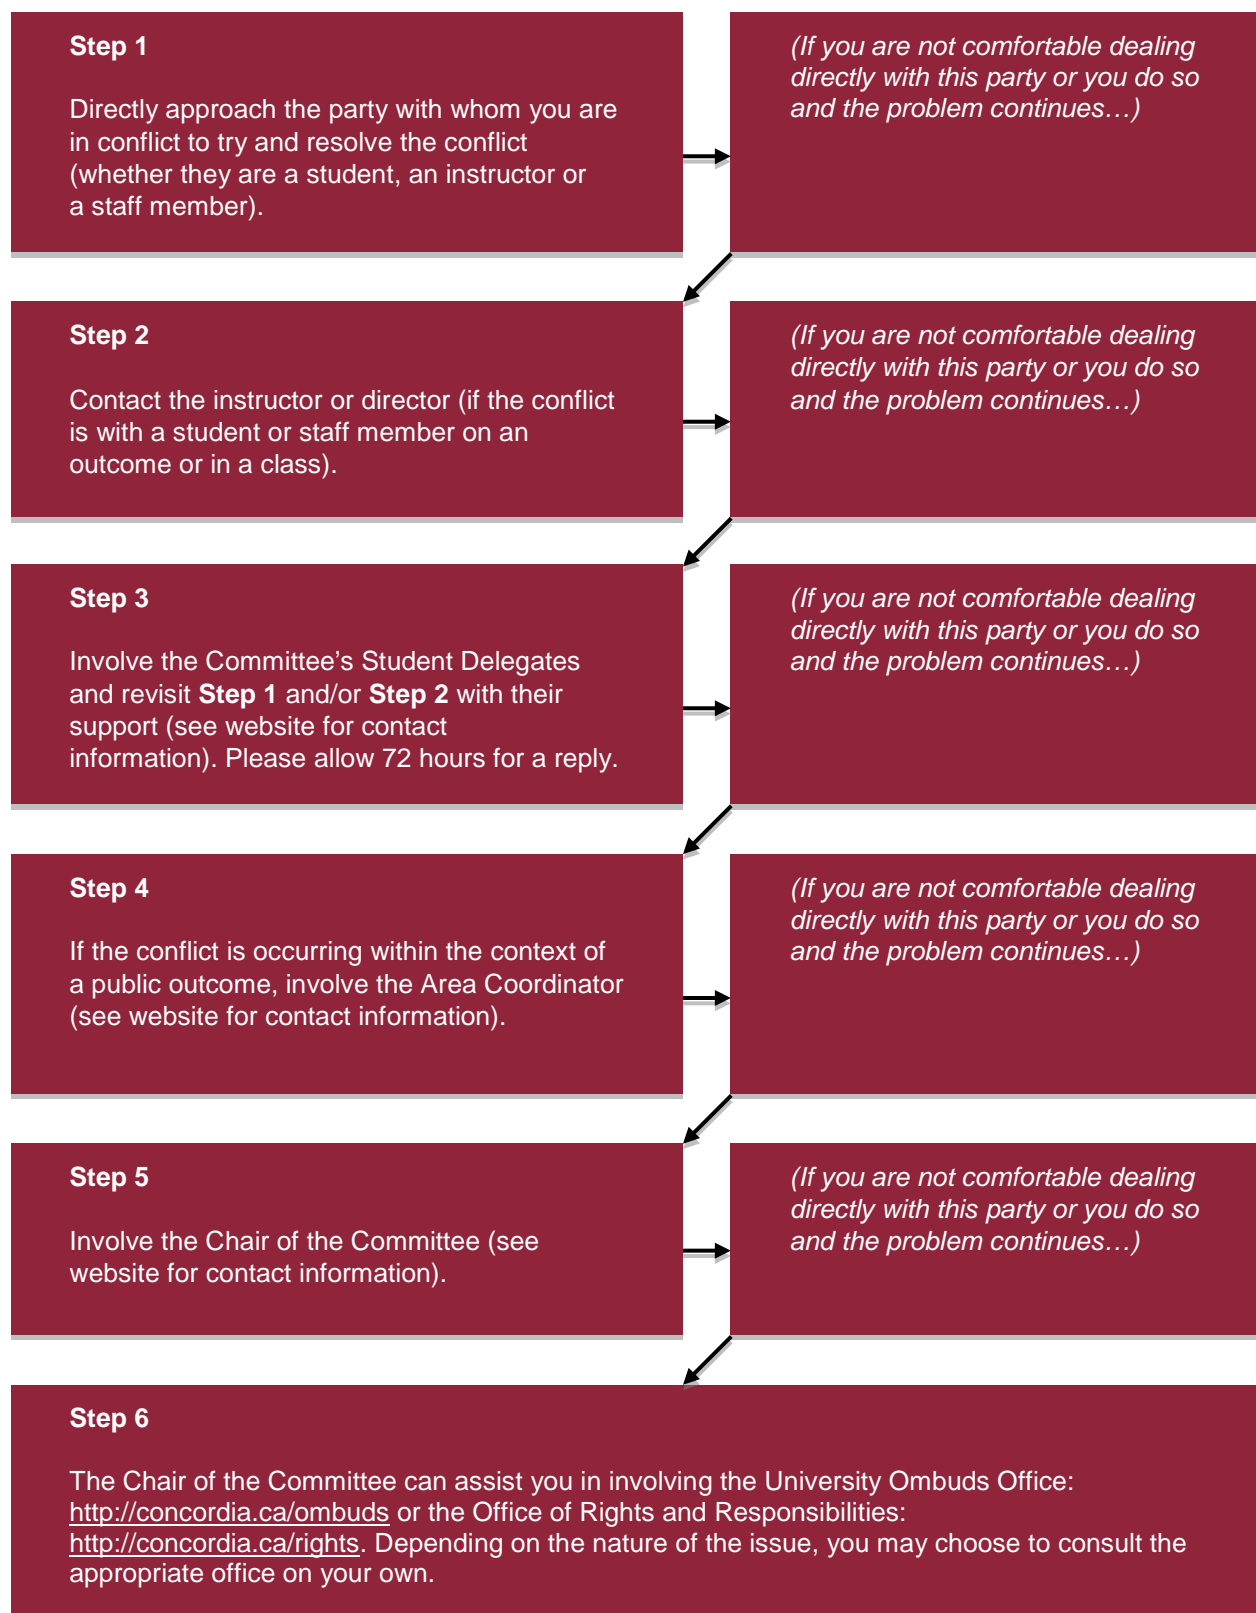 Step 1
Directly approach the party with whom you are
in conflict to try and resolve the conflict
(whether they are a student, an instructor or
a staff member).
(If you are not comfortable dealing
directly with this party or you do so
and the problem continues…)
Step 2
Contact the instructor or director (if the conflict
is with a student or staff member on an
outcome or in a class).
(If you are not comfortable dealing
directly with this party or you do so
and the problem continues…)
Step 3
Involve the Committee’s Student Delegates
and revisit Step 1 and/or Step 2 with their
support (see website for contact
information). Please allow 72 hours for a reply.
(If you are not comfortable dealing
directly with this party or you do so
and the problem continues…)
Step 4
If the conflict is occurring within the context of
a public outcome, involve the Area Coordinator
(see website for contact information).
(If you are not comfortable dealing
directly with this party or you do so
and the problem continues…)
Step 5
Involve the Chair of the Committee (see
website for contact information).
(If you are not comfortable dealing
directly with this party or you do so
and the problem continues…)
Step 6
The Chair of the Committee can assist you in involving the University Ombuds Office:
http://concordia.ca/ombuds or the Office of Rights and Responsibilities:
http://concordia.ca/rights. Depending on the nature of the issue, you may choose to consult the
appropriate office on your own.